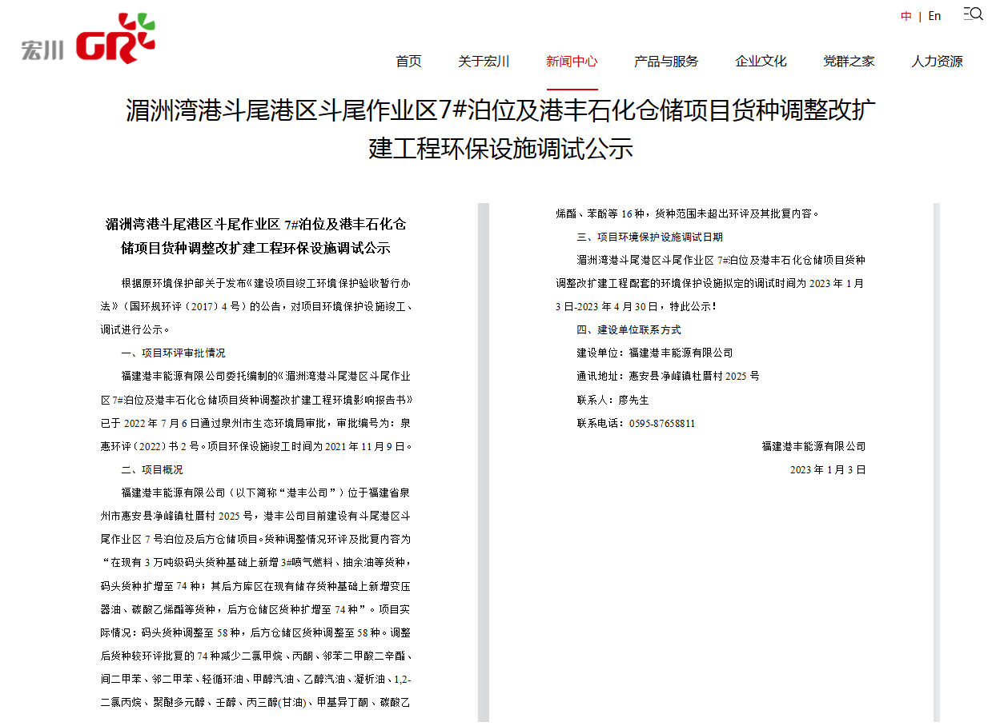 中 | En
宏川 GR
首页 关于宏川 新闻中心 产品与服务 企业文化 党群之家 人力资源
湄洲湾港斗尾港区斗尾作业区7#泊位及港丰石化仓储项目货种调整改扩
建工程环保设施调试公示
湄洲湾港斗尾港区斗尾作业区 7#泊位及港丰石化仓
储项目货种调整改扩建工程环保设施调试公示
根据原环境保护部关于发布《建设项目竣工环境保护验收暂行办
法》（国环规环评（2017）4 号）的公告，对项目环境保护设施竣工、
调试进行公示。
一、项目环评审批情况
福建港丰能源有限公司委托编制的《湄洲湾港斗尾港区斗尾作业
区 7#泊位及港丰石化仓储项目货种调整改扩建工程环境影响报告书》
已于 2022 年 7 月 6 日通过泉州市生态环境局审批，审批编号为：泉
惠环评（2022）书 2 号。项目环保设施竣工时间为 2021 年 11 月 9 日。
二、项目概况
福建港丰能源有限公司（以下简称“港丰公司”）位于福建省泉
州市惠安县净峰镇杜厝村 2025 号，港丰公司目前建设有斗尾港区斗
尾作业区 7 号泊位及后方仓储项目。货种调整情况环评及批复内容为
“在现有 3 万吨级码头货种基础上新增 3#喷气燃料、抽余油等货种，
码头货种扩增至 74 种；其后方库区在现有储存货种基础上新增变压
器油、碳酸乙烯酯等货种，后方仓储区货种扩增至 74 种”。项目实
际情况：码头货种调整至 58 种，后方仓储区货种调整至 58 种。调整
后货种较环评批复的 74 种减少二氯甲烷、丙酮、邻苯二甲酸二辛酯、
间二甲苯、邻二甲苯、轻循环油、甲醇汽油、乙醇汽油、凝析油、1,2-
二氯丙烷、聚醚多元醇、壬醇、丙三醇(甘油)、甲基异丁酮、碳酸乙
烯酯、苯酚等 16 种，货种范围未超出环评及其批复内容。
三、项目环境保护设施调试日期
湄洲湾港斗尾港区斗尾作业区 7#泊位及港丰石化仓储项目货种
调整改扩建工程配套的环境保护设施拟定的调试时间为 2023 年 1 月
3 日-2023 年 4 月 30 日，特此公示！
四、建设单位联系方式
建设单位：福建港丰能源有限公司
通讯地址：惠安县净峰镇杜厝村 2025 号
联系人：廖先生
联系电话：0595-87658811
福建港丰能源有限公司
2023 年 1 月 3 日